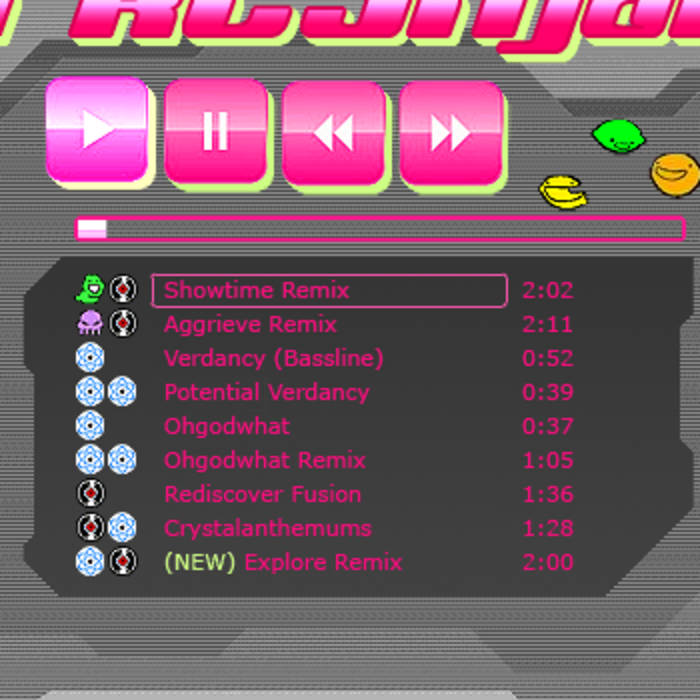 Showtime Remix 2:02
Aggrieve Remix 2:11
Verdancy (Bassline) 0:52
Potential Verdancy 0:39
Ohgodwhat 0:37
Ohgodwhat Remix 1:05
Rediscover Fusion 1:36
Crystalanthemums 1:28
(NEW) Explore Remix 2:00